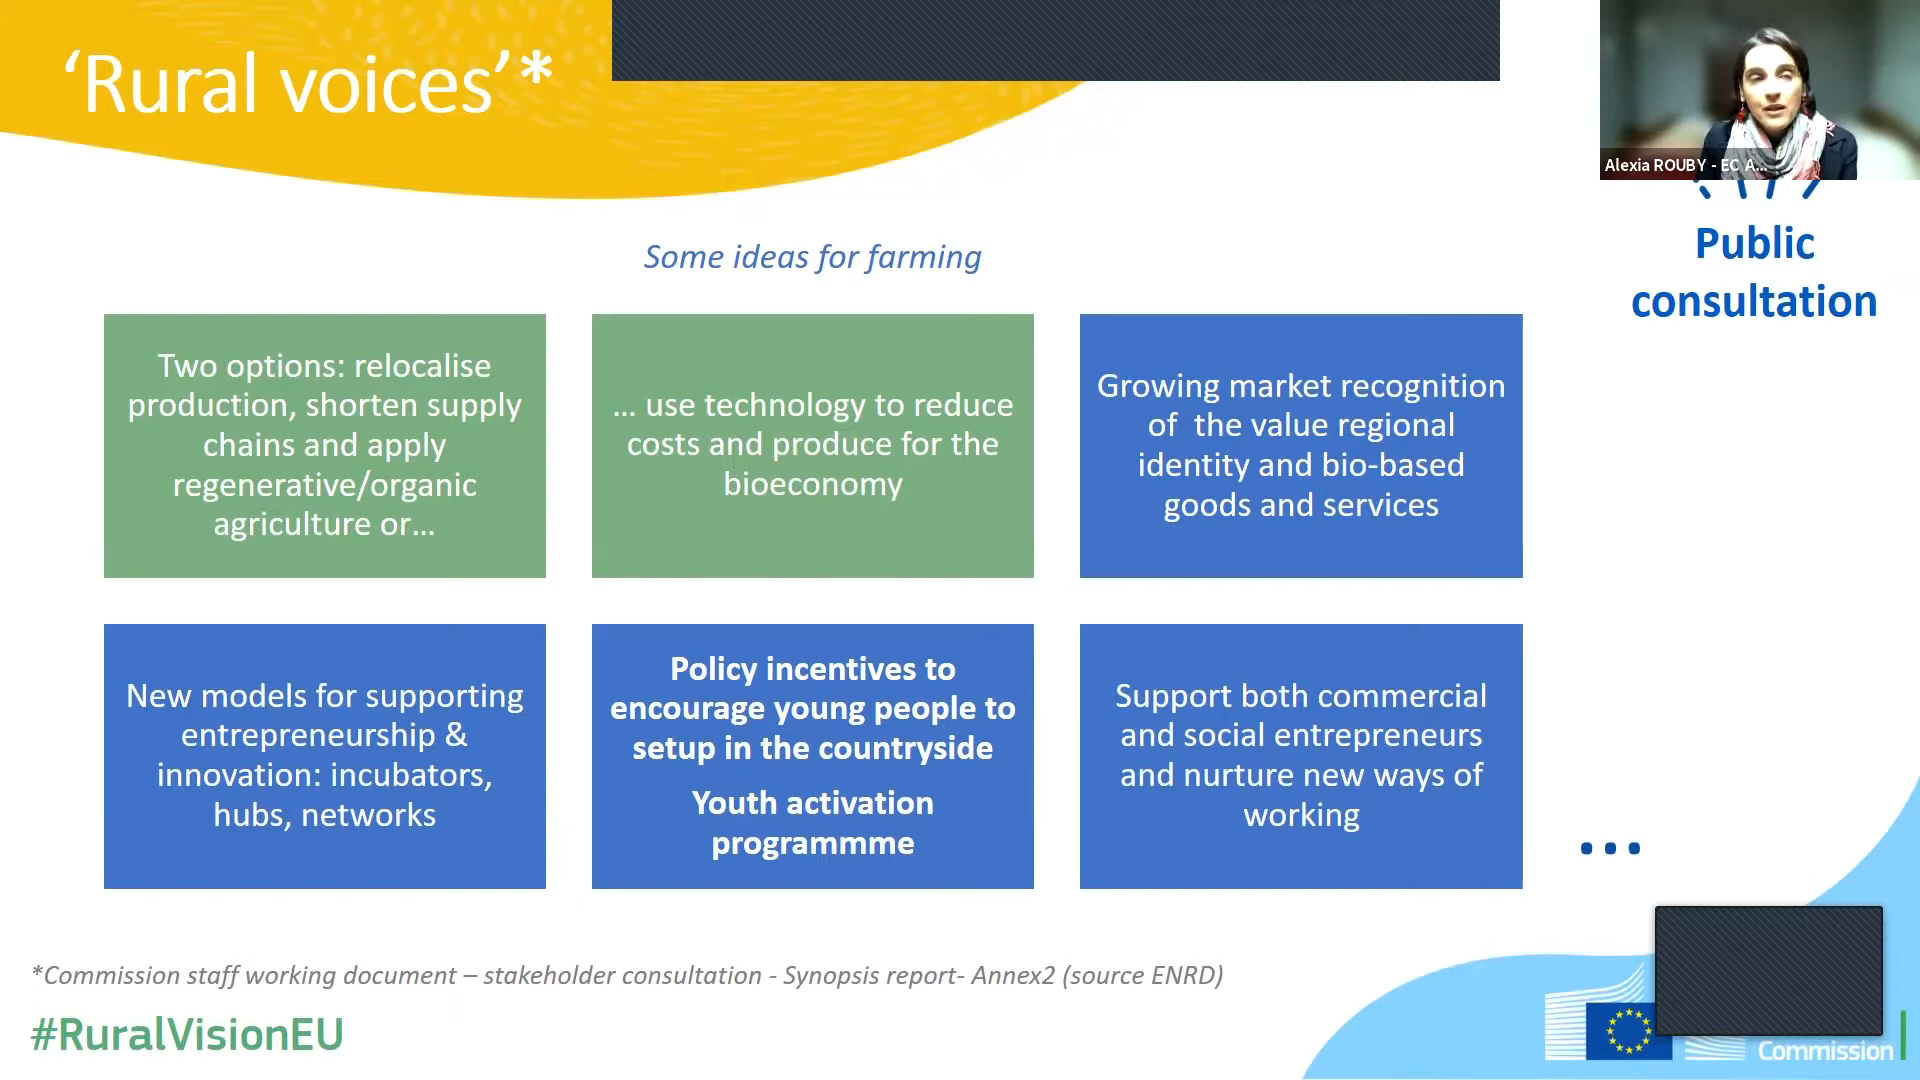 ‘Rural voices’*
Alexia ROUBY - EC A...
Public
consultation
Some ideas for farming
Two options: relocalise
production, shorten supply
chains and apply
regenerative/organic
agriculture or...
... use technology to reduce
costs and produce for the
bioeconomy
Growing market recognition
of  the value regional
identity and bio-based
goods and services
New models for supporting
entrepreneurship &
innovation: incubators,
hubs, networks
Policy incentives to
encourage young people to
setup in the countryside
Youth activation
programmme
Support both commercial
and social entrepreneurs
and nurture new ways of
working
...
*Commission staff working document – stakeholder consultation - Synopsis report- Annex2 (source ENRD)
#RuralVisionEU
Commission